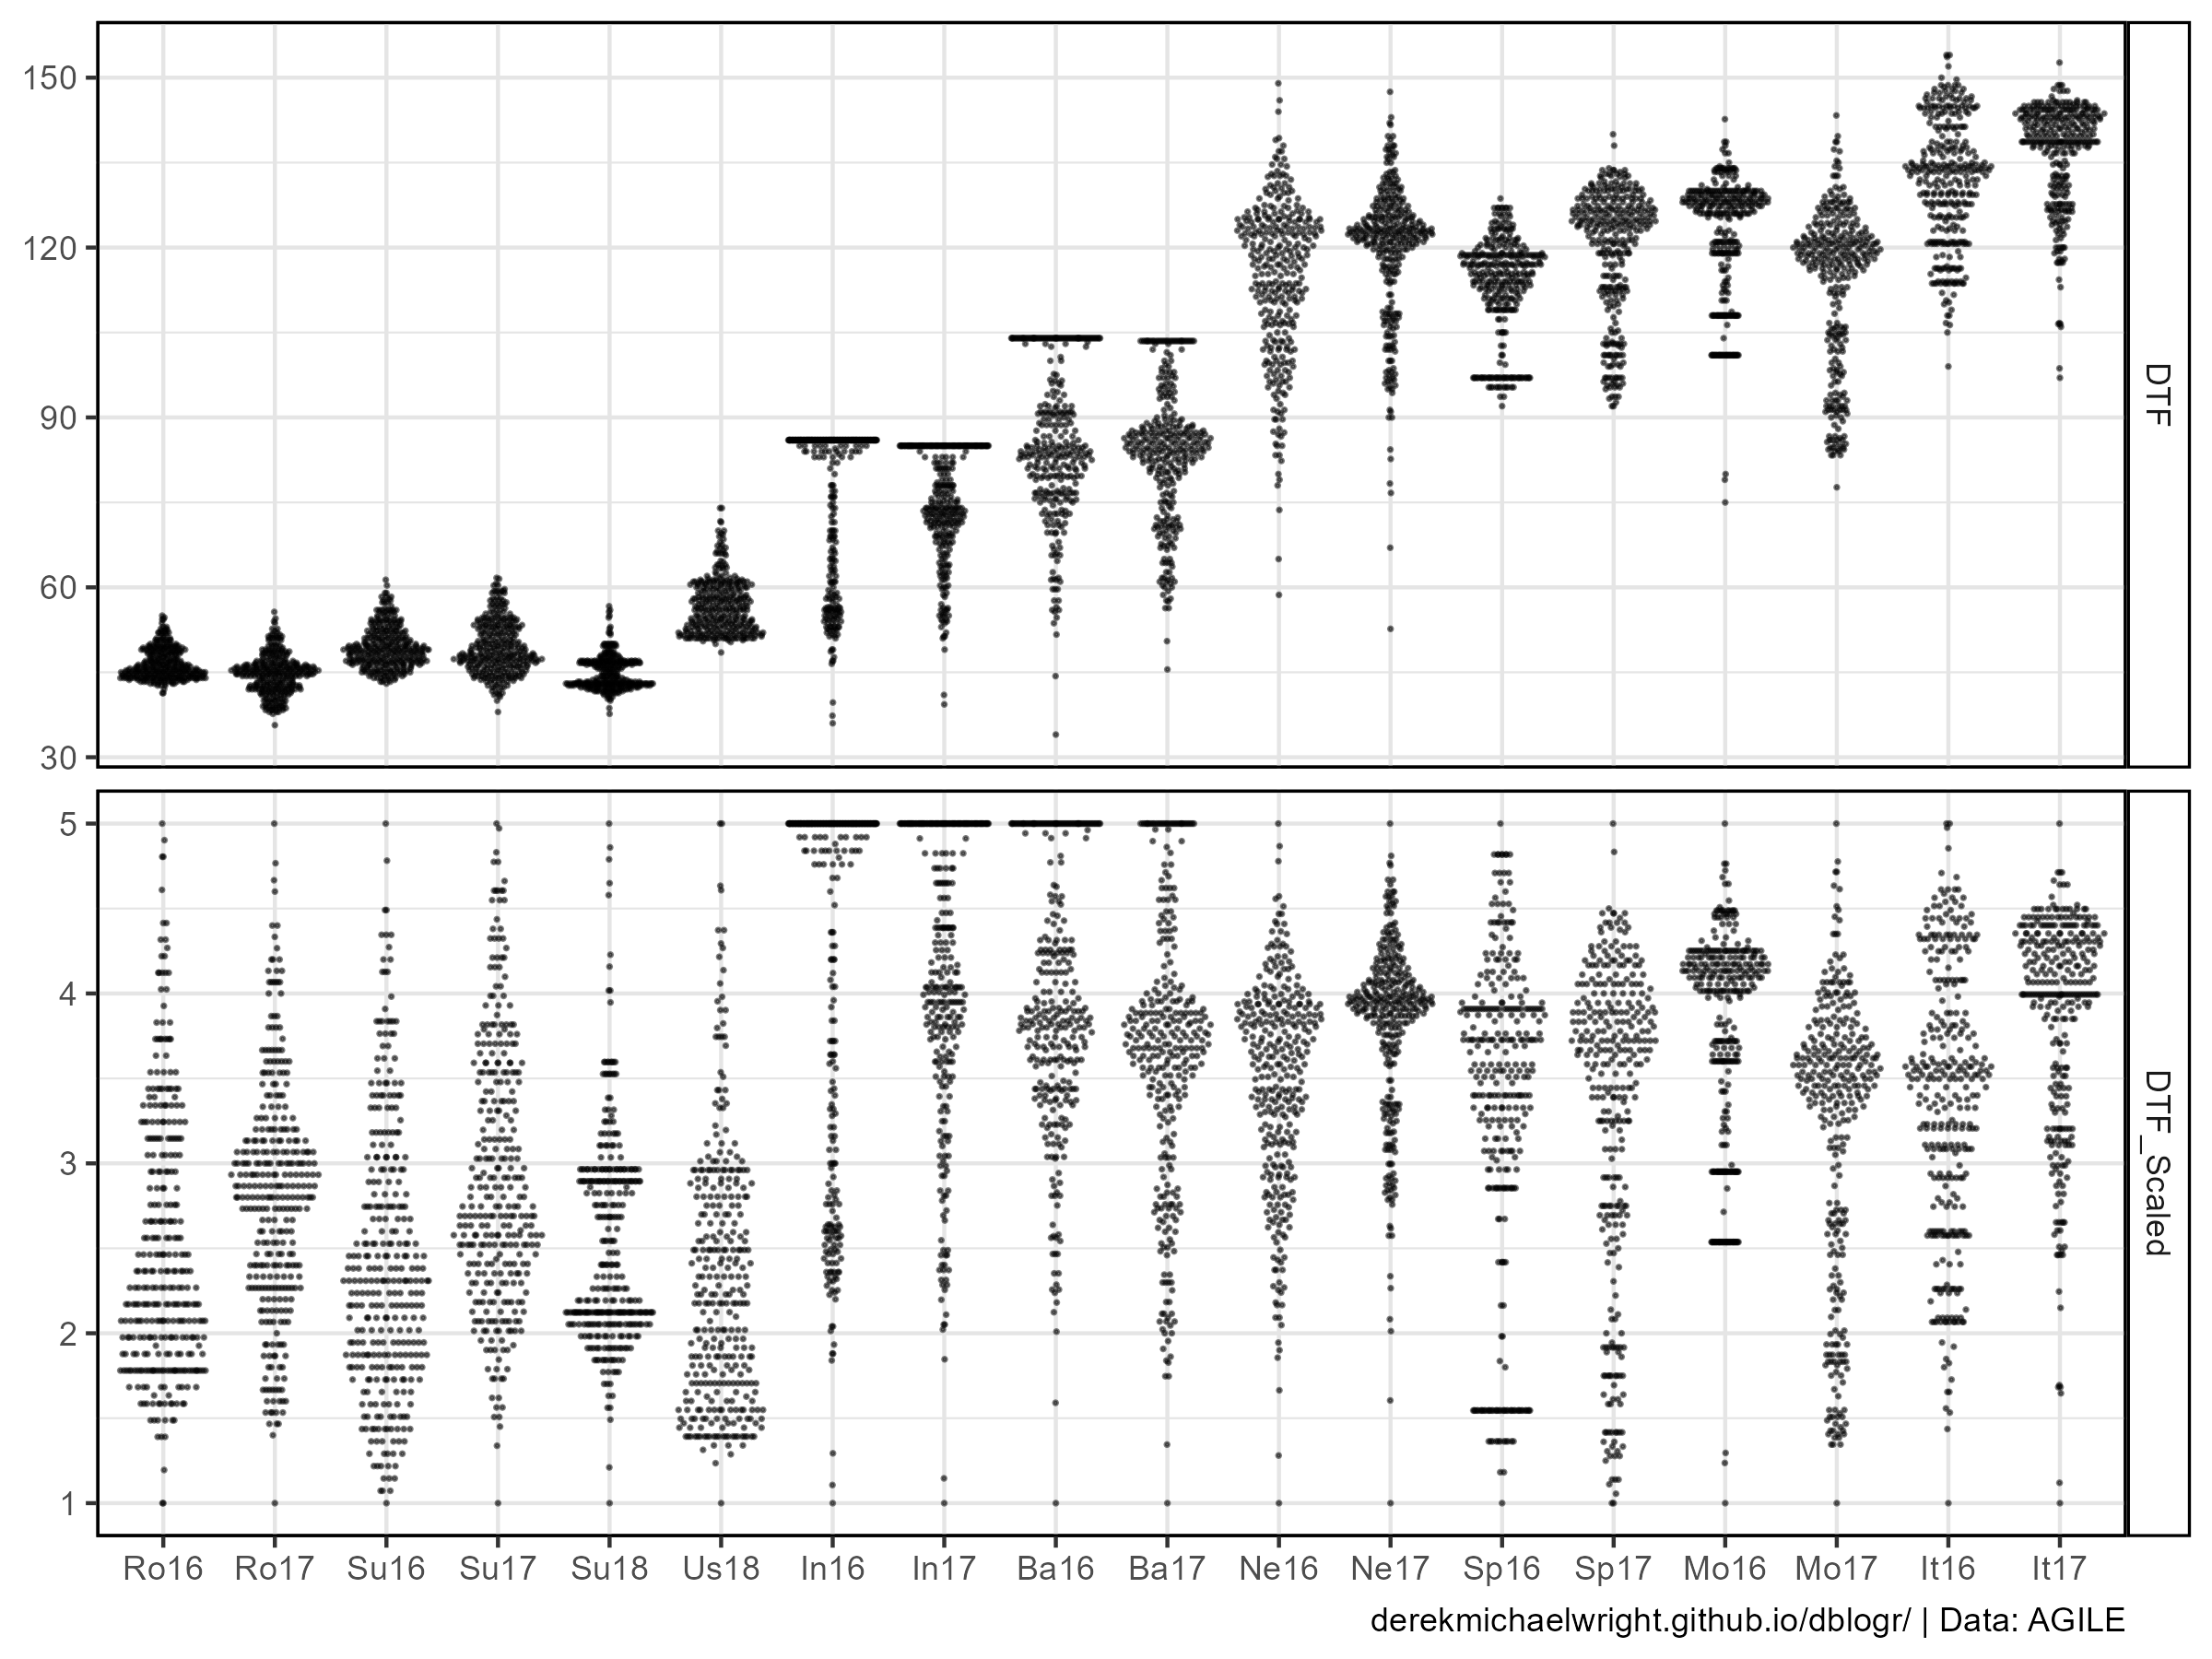 150
120
90
60
30
DTF
5
4
3
2
1
DTF_Scaled
Ro16 Ro17 Su16 Su17 Su18 Us18 In16 In17 Ba16 Ba17 Ne16 Ne17 Sp16 Sp17 Mo16 Mo17 It16 It17
derekmichaelwright.github.io/dblogr/ | Data: AGILE